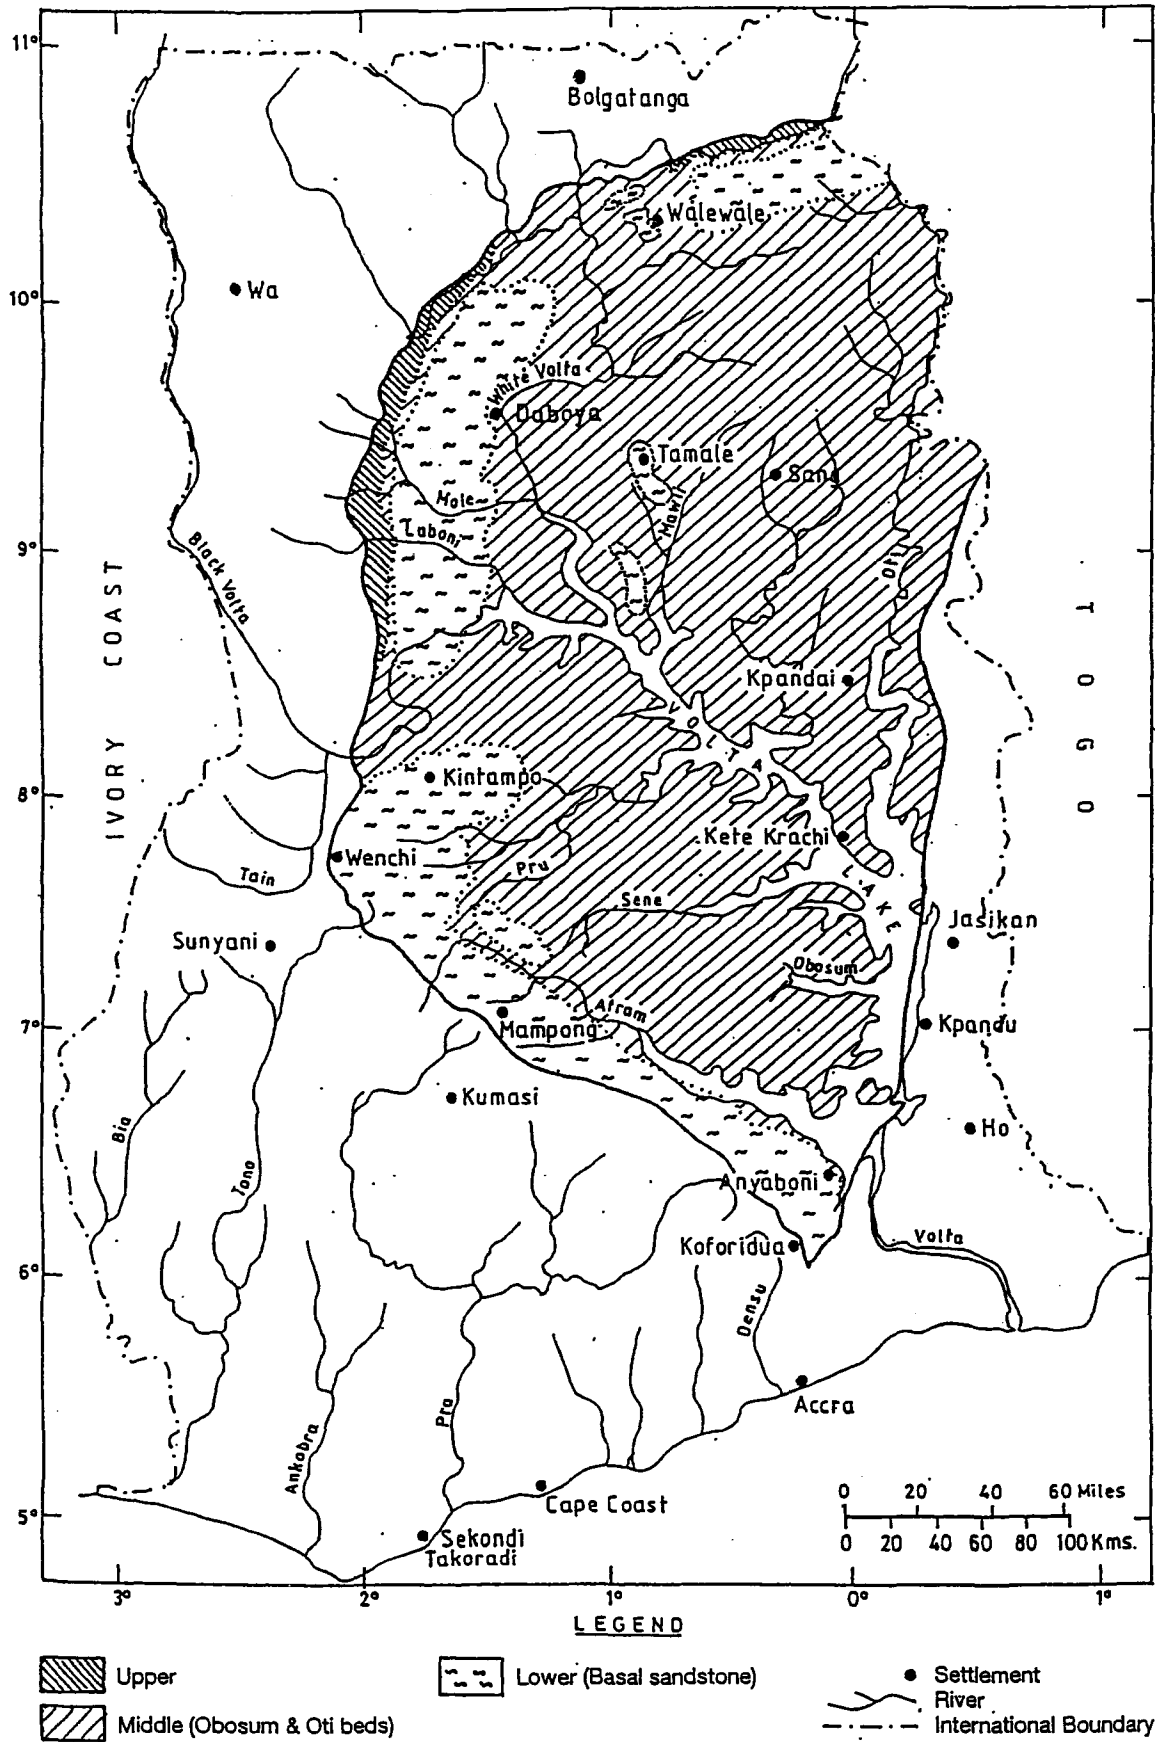 11°
Bolgatanga
Walewale
10°
Wa
White Volta
Daboya
Tamale
Sang
Mole
Mawli
Laboni
Oti
9°
Black Volta
IVORY COAST
TOGO
Kpandai
VOLTA LAKE
Kintampo
8°
Kete Krachi
Wenchi
Pru
Tain
Sene
Jasikan
Sunyani
Obosum
7°
Afram
Kpandu
Mampong
Kumasi
Bia
Ho
Tano
Anyaboni
Volta
Koforidua
6°
Densu
Accra
Pra
Ankobra
Cape Coast
5°
Sekondi
Takoradi
0 20 40 60 Miles
0 20 40 60 80 100Kms.
3° 2° 1° 0° 1°
LEGEND
Upper
Lower (Basal sandstone)
Settlement
River
Middle (Obosum & Oti beds)
International Boundary